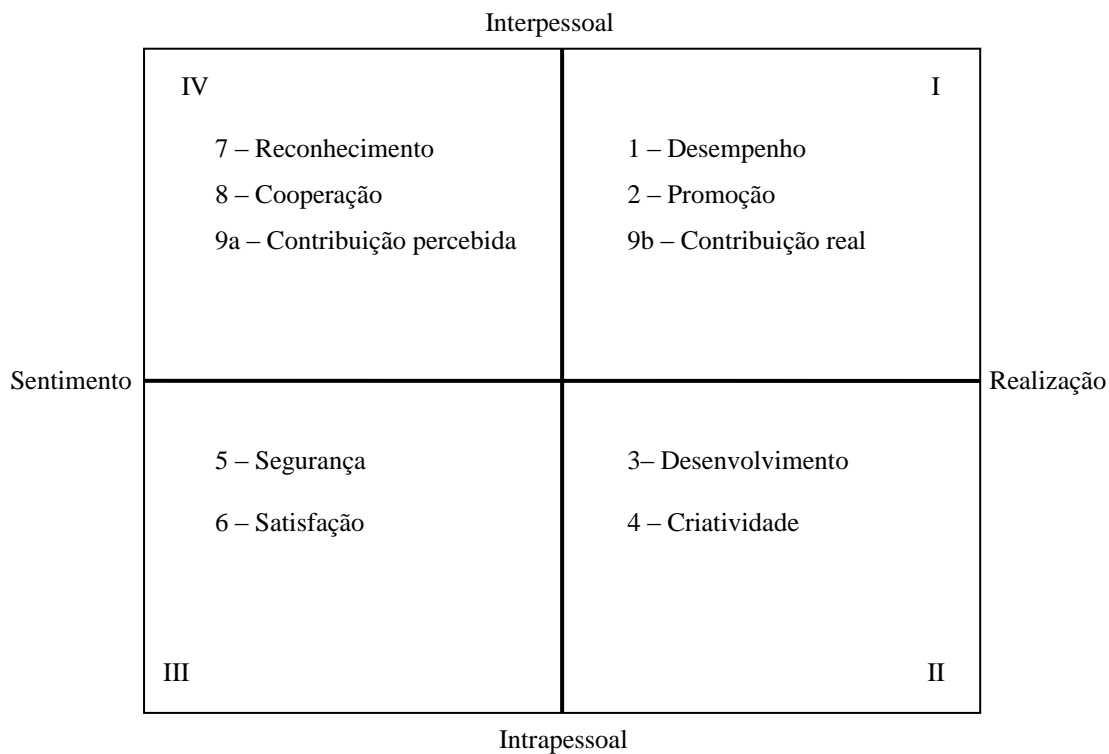 Interpessoal
IV
I
7 – Reconhecimento
1 – Desempenho
8 – Cooperação
2 – Promoção
9a – Contribuição percebida
9b – Contribuição real
Sentimento
Realização
5 – Segurança
3– Desenvolvimento
6 – Satisfação
4 – Criatividade
III
II
Intrapessoal